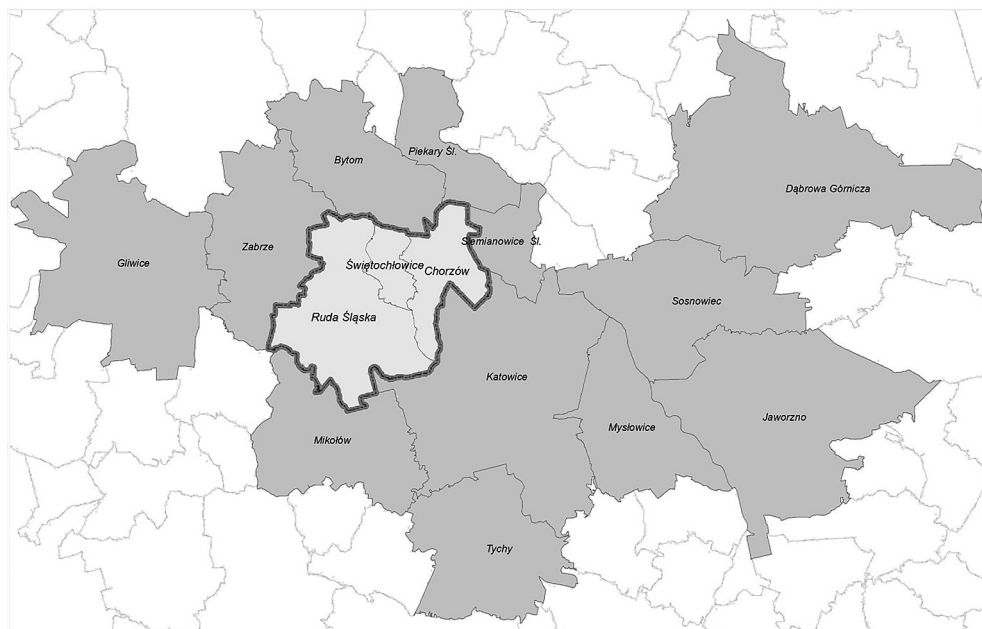 Piekary Śl.
Bytom
Dąbrowa Górnicza
Zabrze
Siemianowice Śl.
Gliwice
Świętochłowice
Chorzów
Sosnowiec
Ruda Śląska
Katowice
Jaworzno
Mysłowice
Mikołów
Tychy